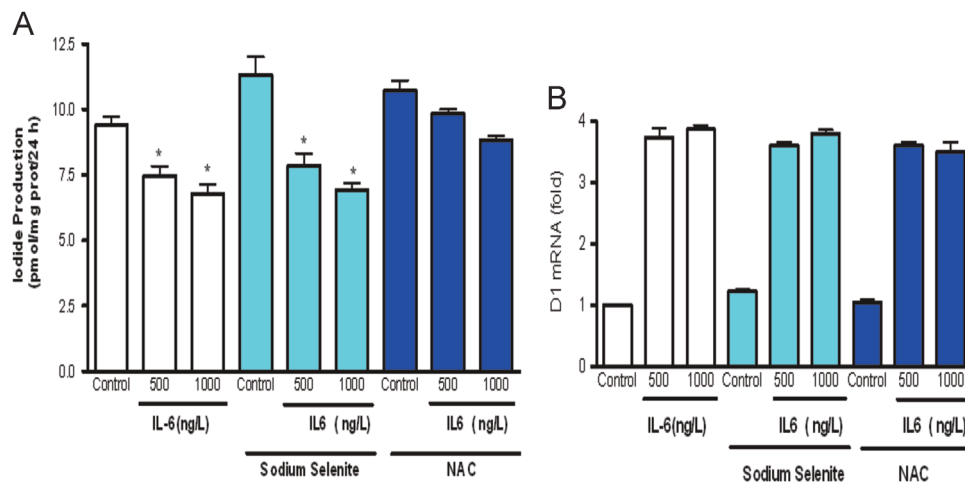 A
Iodide Production
(pm ol/m g prot/24 h)
12.5
10.0
7.5
5.0
2.5
0.0
*
*
*
*
Control 500 1000 Control 500 1000 Control 500 1000
IL-6(ng/L) IL6 ( ng/L) IL6 ( ng/L)
Sodium Selenite NAC
B
D1 mRNA (fold)
4
3
2
1
0
Control 500 1000 Control 500 1000 Control 500 1000
IL-6(ng/L) IL6 ( ng/L) IL6 ( ng/L)
Sodium Selenite NAC